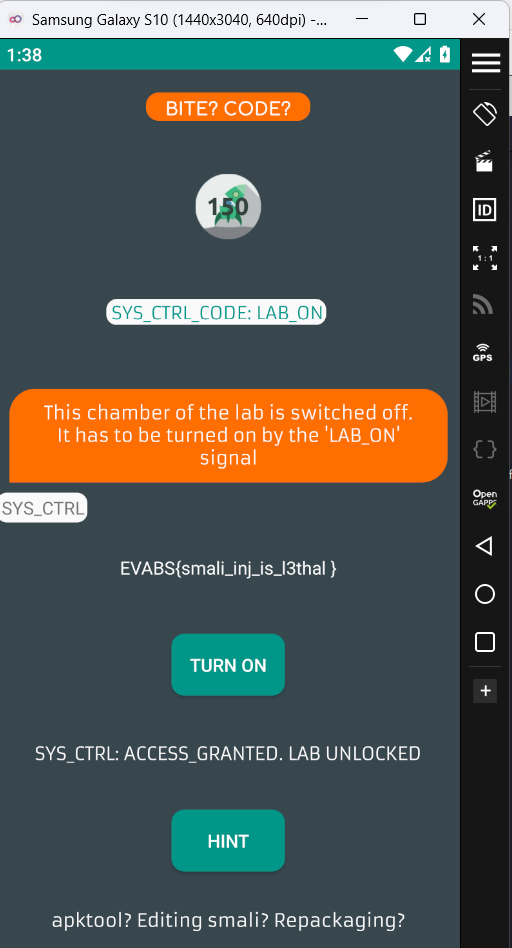 Samsung Galaxy S10 (1440x3040, 640dpi) -...
1:38
BITE? CODE?
150
SYS_CTRL_CODE: LAB_ON
This chamber of the lab is switched off.
It has to be turned on by the 'LAB_ON'
signal
SYS_CTRL
EVABS{smali_inj_is_l3thal }
TURN ON
SYS_CTRL: ACCESS_GRANTED. LAB UNLOCKED
HINT
apktool? Editing smali? Repackaging?
ID
1:1
GPS
Open
GAPPS